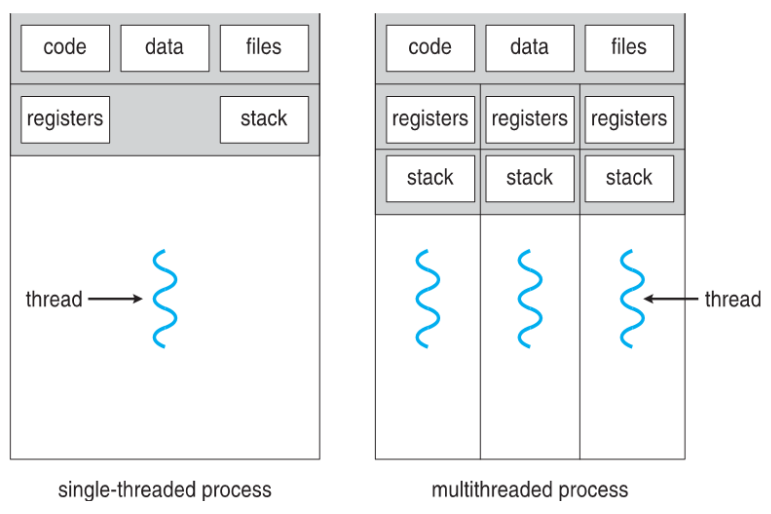 code data files
registers stack
thread
single-threaded process
code data files
registers registers registers
stack stack stack
thread
multithreaded process